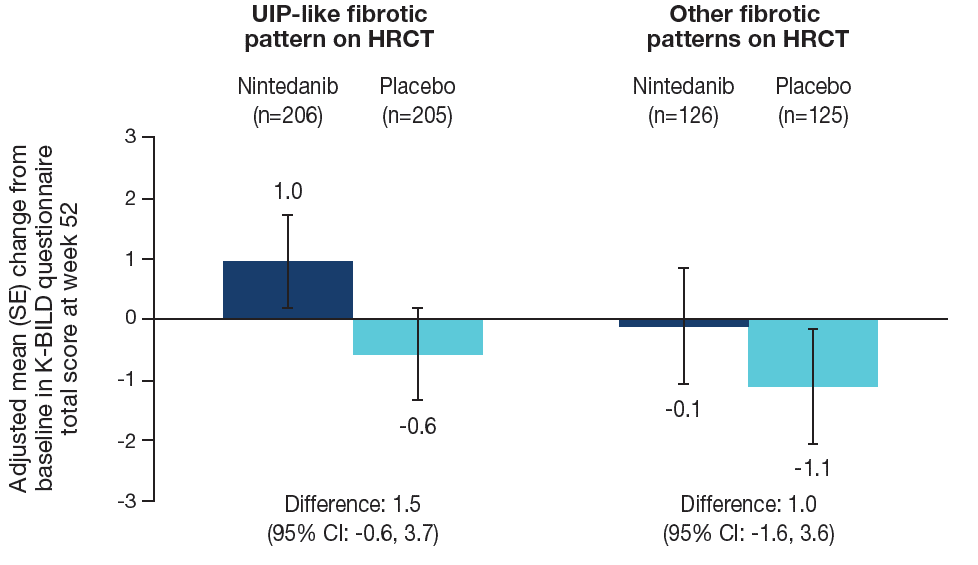 UIP-like fibrotic
pattern on HRCT
Other fibrotic
patterns on HRCT
Nintedanib
(n=206)
Placebo
(n=205)
Nintedanib
(n=126)
Placebo
(n=125)
Adjusted mean (SE) change from
baseline in K-BILD questionnaire
total score at week 52
3
2
1
0
-1
-2
-3
1.0
-0.6
-0.1
-1.1
Difference: 1.5
(95% CI: -0.6, 3.7)
Difference: 1.0
(95% CI: -1.6, 3.6)